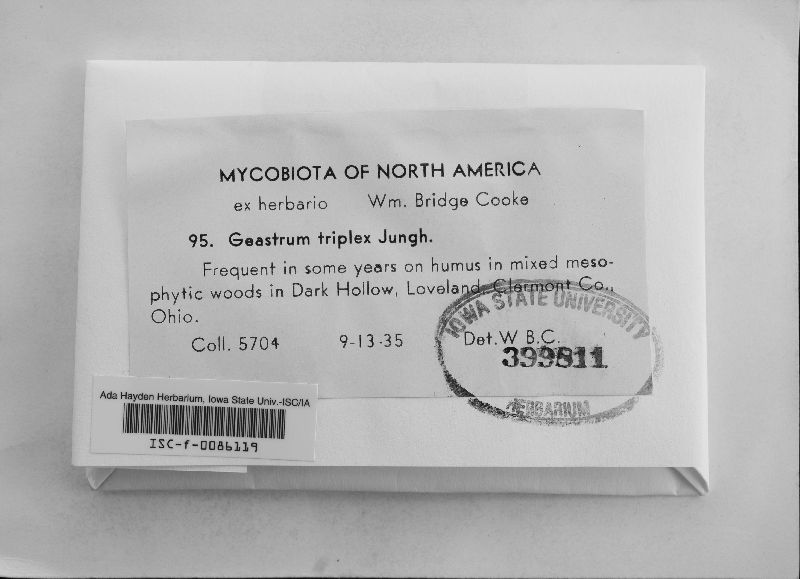 MYCOBIOTA OF NORTH AMERICA
ex herbario Wm. Bridge Cooke
95. Geastrum triplex Jungh.
Frequent in some years on humus in mixed meso-
phytic woods in Dark Hollow, Loveland, Clermont Co.,
Ohio.
Coll. 5704 9-13-35 Det. W B.C.
IOWA STATE UNIVERSITY
399811
HERBARIUM
Ada Hayden Herbarium, Iowa State Univ.-ISC/IA
ISC-f-0086119